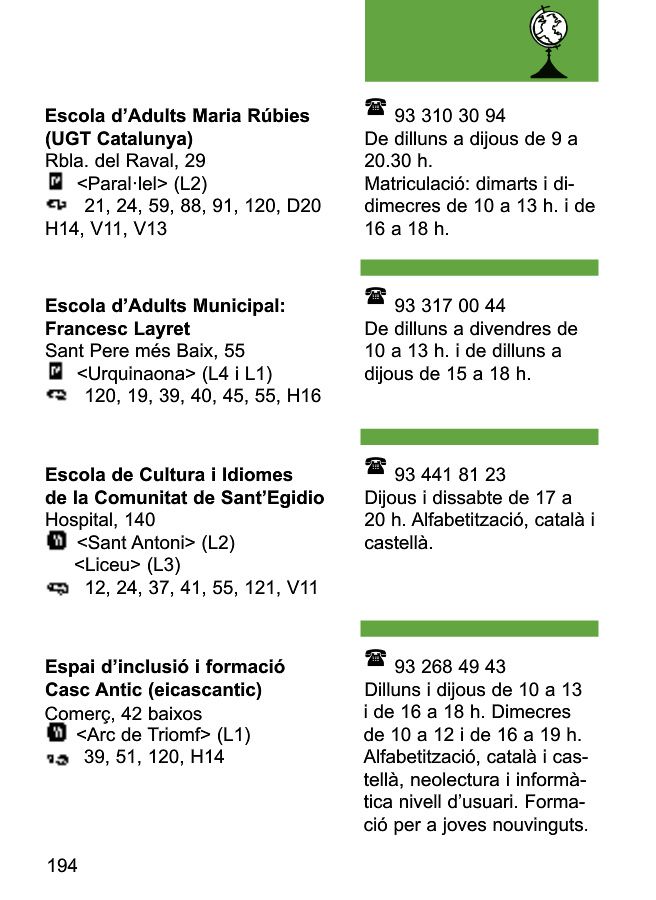 Escola d’Adults Maria Rúbies
(UGT Catalunya)
Rbla. del Raval, 29
<Paral·lel> (L2)
21, 24, 59, 88, 91, 120, D20
H14, V11, V13
93 310 30 94
De dilluns a dijous de 9 a
20.30 h.
Matriculació: dimarts i di-
dimecres de 10 a 13 h. i de
16 a 18 h.
Escola d’Adults Municipal:
Francesc Layret
Sant Pere més Baix, 55
<Urquinaona> (L4 i L1)
120, 19, 39, 40, 45, 55, H16
93 317 00 44
De dilluns a divendres de
10 a 13 h. i de dilluns a
dijous de 15 a 18 h.
Escola de Cultura i Idiomes
de la Comunitat de Sant’Egidio
Hospital, 140
<Sant Antoni> (L2)
<Liceu> (L3)
12, 24, 37, 41, 55, 121, V11
93 441 81 23
Dijous i dissabte de 17 a
20 h. Alfabetització, català i
castellà.
Espai d’inclusió i formació
Casc Antic (eicascantic)
Comerç, 42 baixos
<Arc de Triomf> (L1)
39, 51, 120, H14
93 268 49 43
Dilluns i dijous de 10 a 13
i de 16 a 18 h. Dimecres
de 10 a 12 i de 16 a 19 h.
Alfabetització, català i cas-
tellà, neolectura i informà-
tica nivell d’usuari. Forma-
ció per a joves nouvinguts.
194